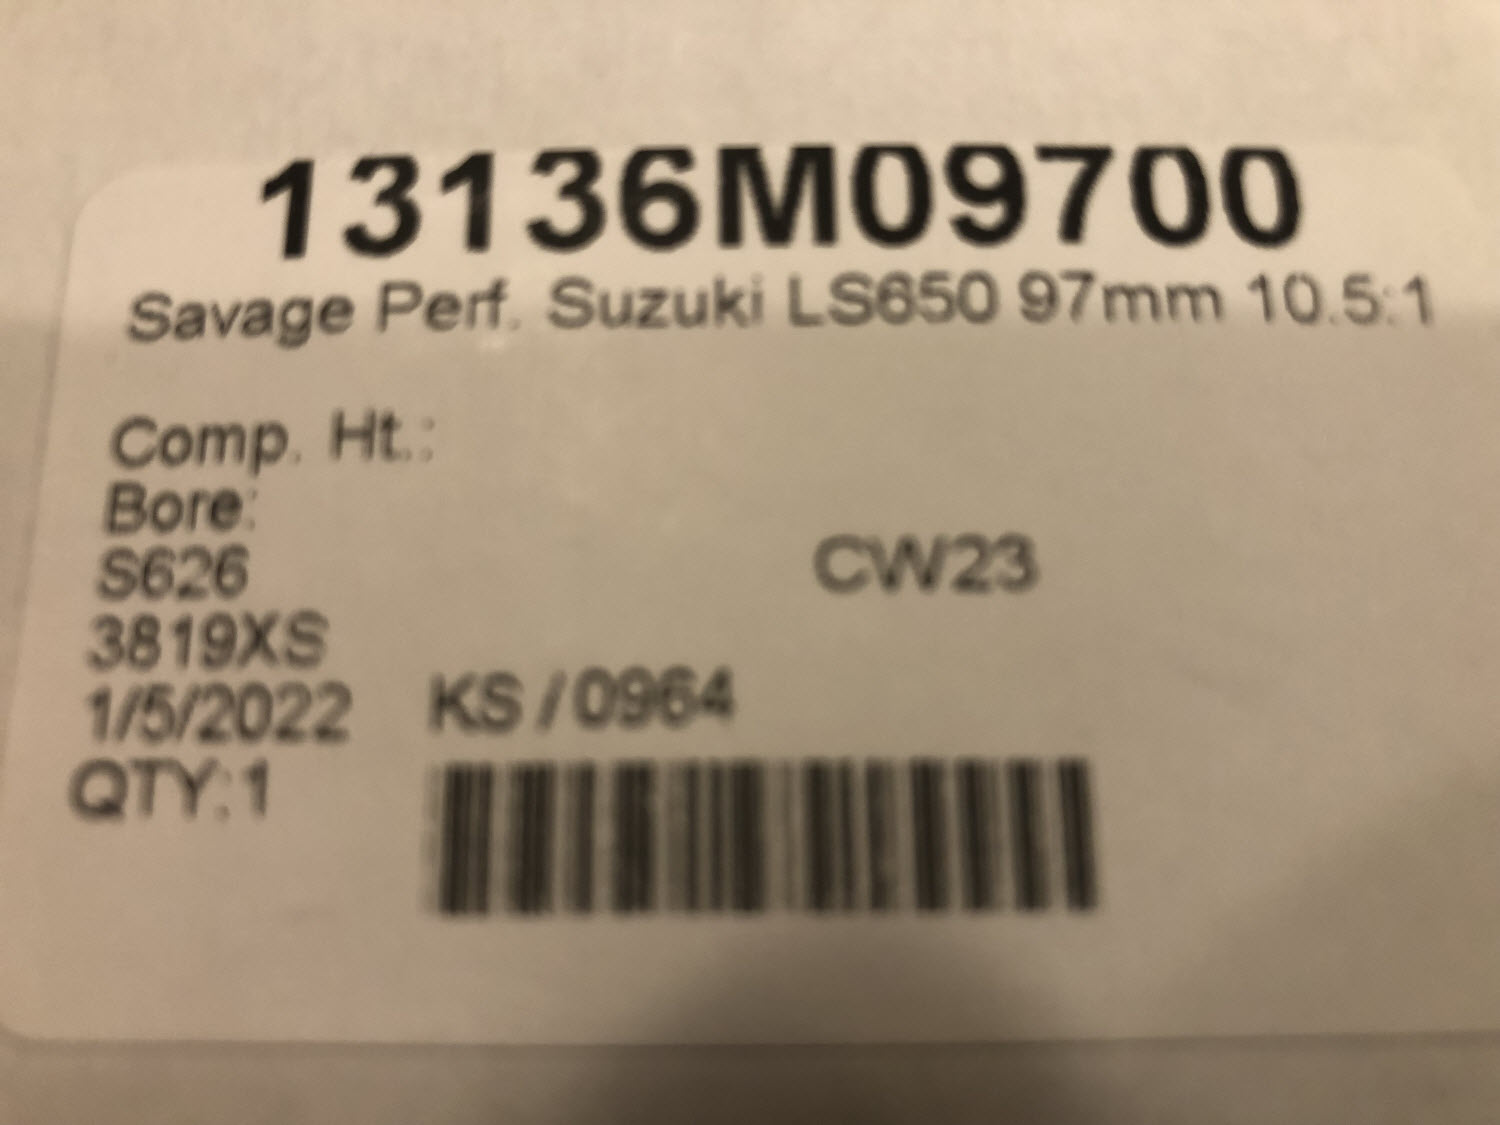 13136M09700
Savage Perf. Suzuki LS650 97mm 10.5:1
Comp. Ht.:
Bore:
S626
CW23
3819XS
1/5/2022 KS / 0964
QTY:1